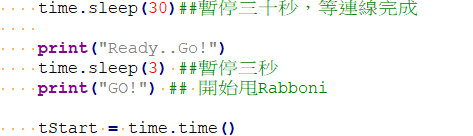 time.sleep(30)##暫停三十秒，等連線完成
print("Ready..Go!")
time.sleep(3) ##暫停三秒
print("GO!") ## 開始用Rabboni
tStart = time.time()